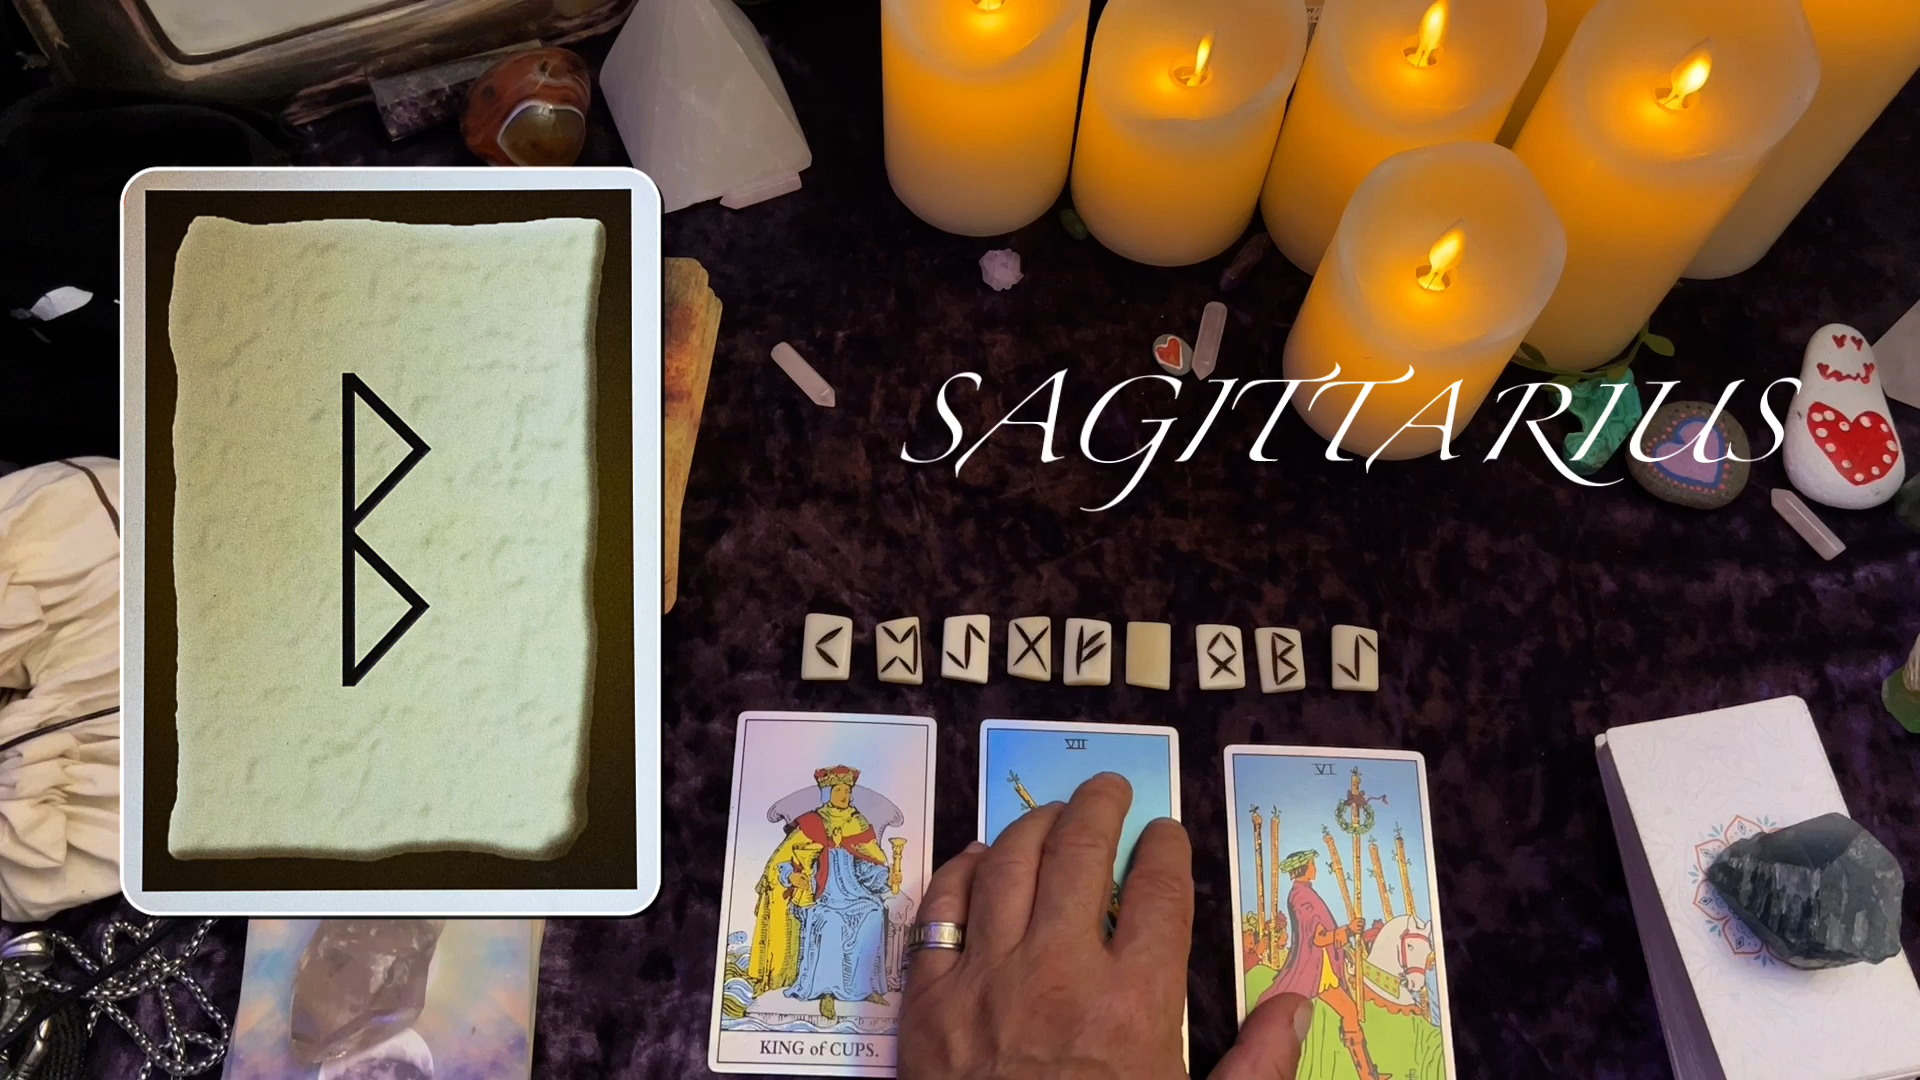 ᛒ
SAGITTARIUS
ᚲ ᛈ ᛇ ᚷ ᚠ ᛟ ᛒ ᛇ
VII
VI
KING of CUPS.